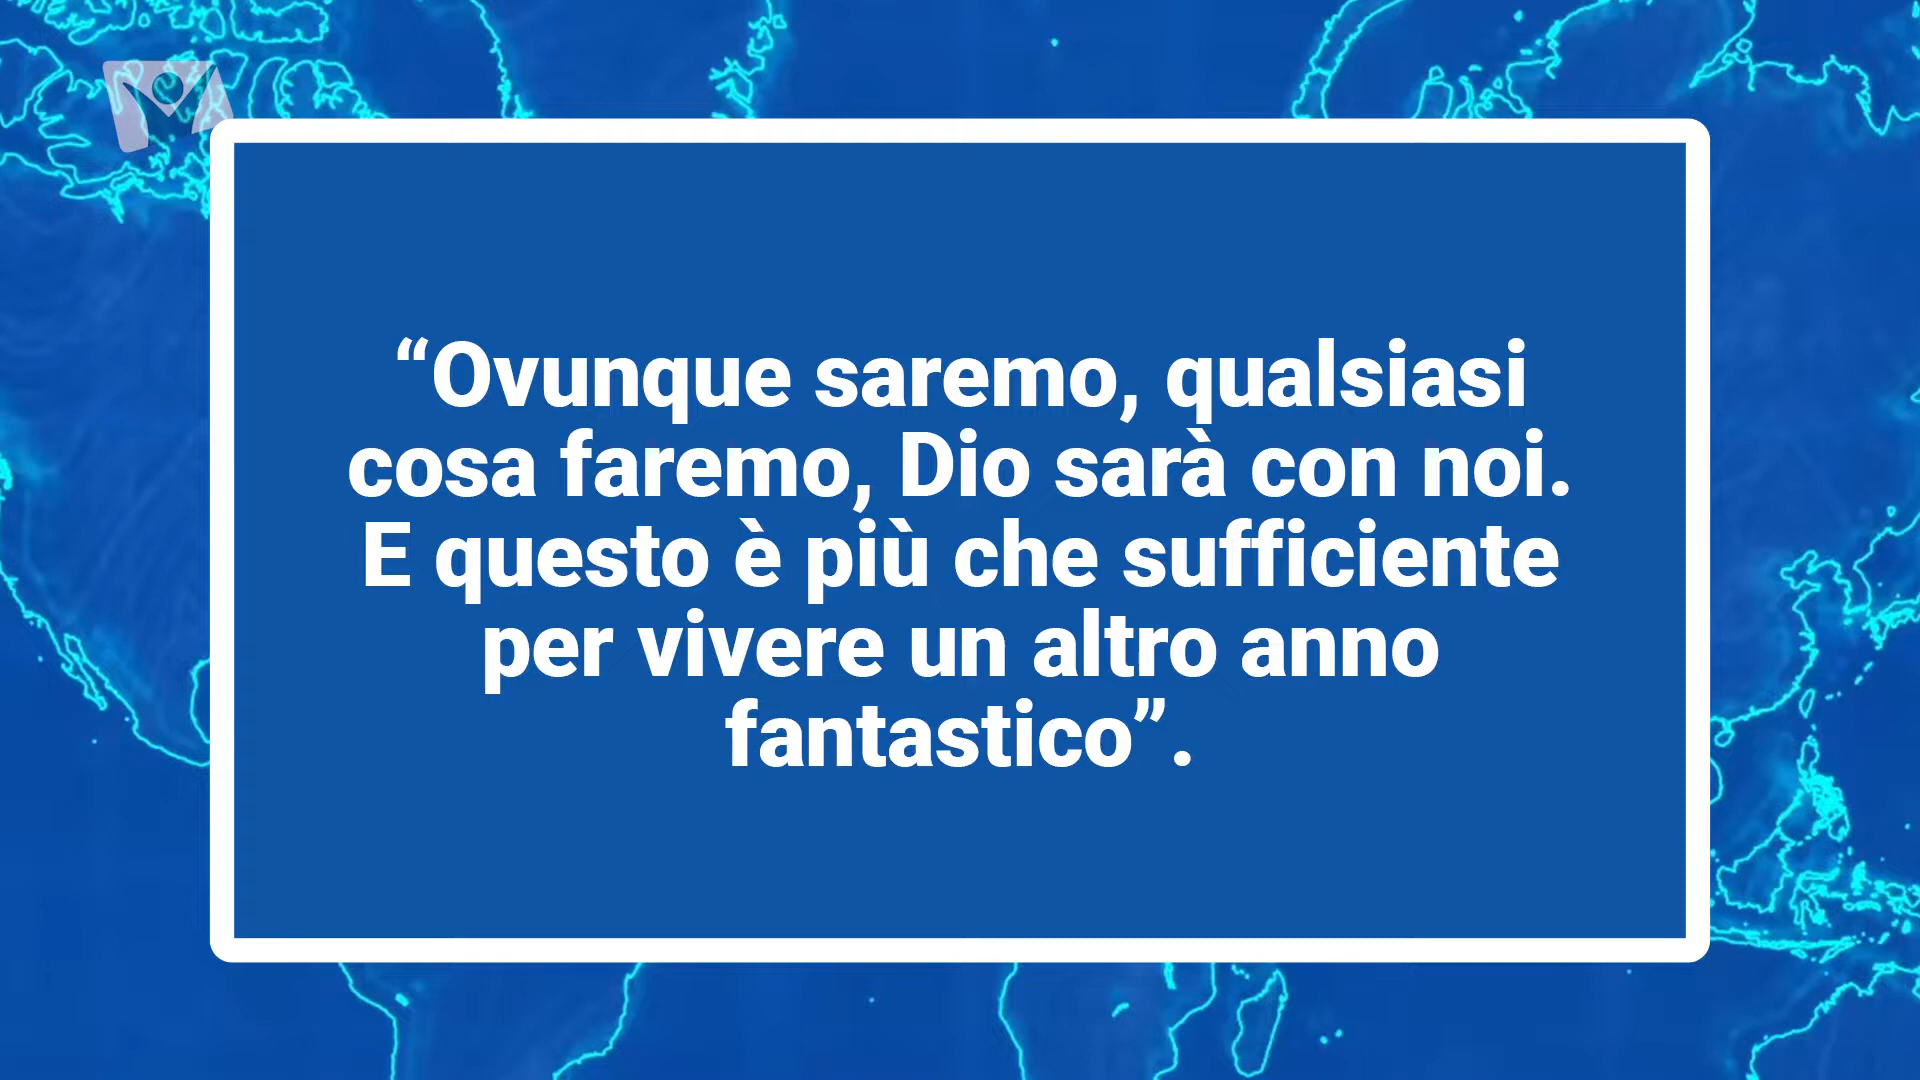 “Ovunque saremo, qualsiasi
cosa faremo, Dio sarà con noi.
E questo è più che sufficiente
per vivere un altro anno
fantastico”.